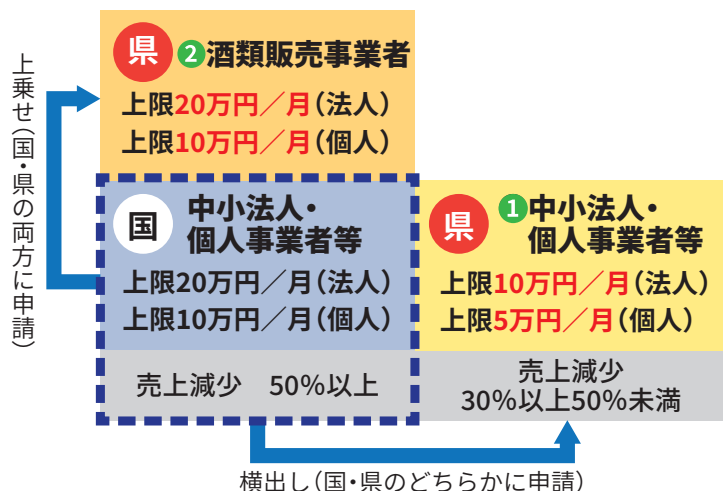 県 ②酒類販売事業者
上限20万円／月(法人)
上限10万円／月(個人)
上乗せ(国・県の両方に申請)
国 中小法人・
個人事業者等
上限20万円／月(法人)
上限10万円／月(個人)
売上減少　50%以上
県 ①中小法人・
個人事業者等
上限10万円／月(法人)
上限5万円／月(個人)
売上減少
30%以上50%未満
横出し(国・県のどちらかに申請)